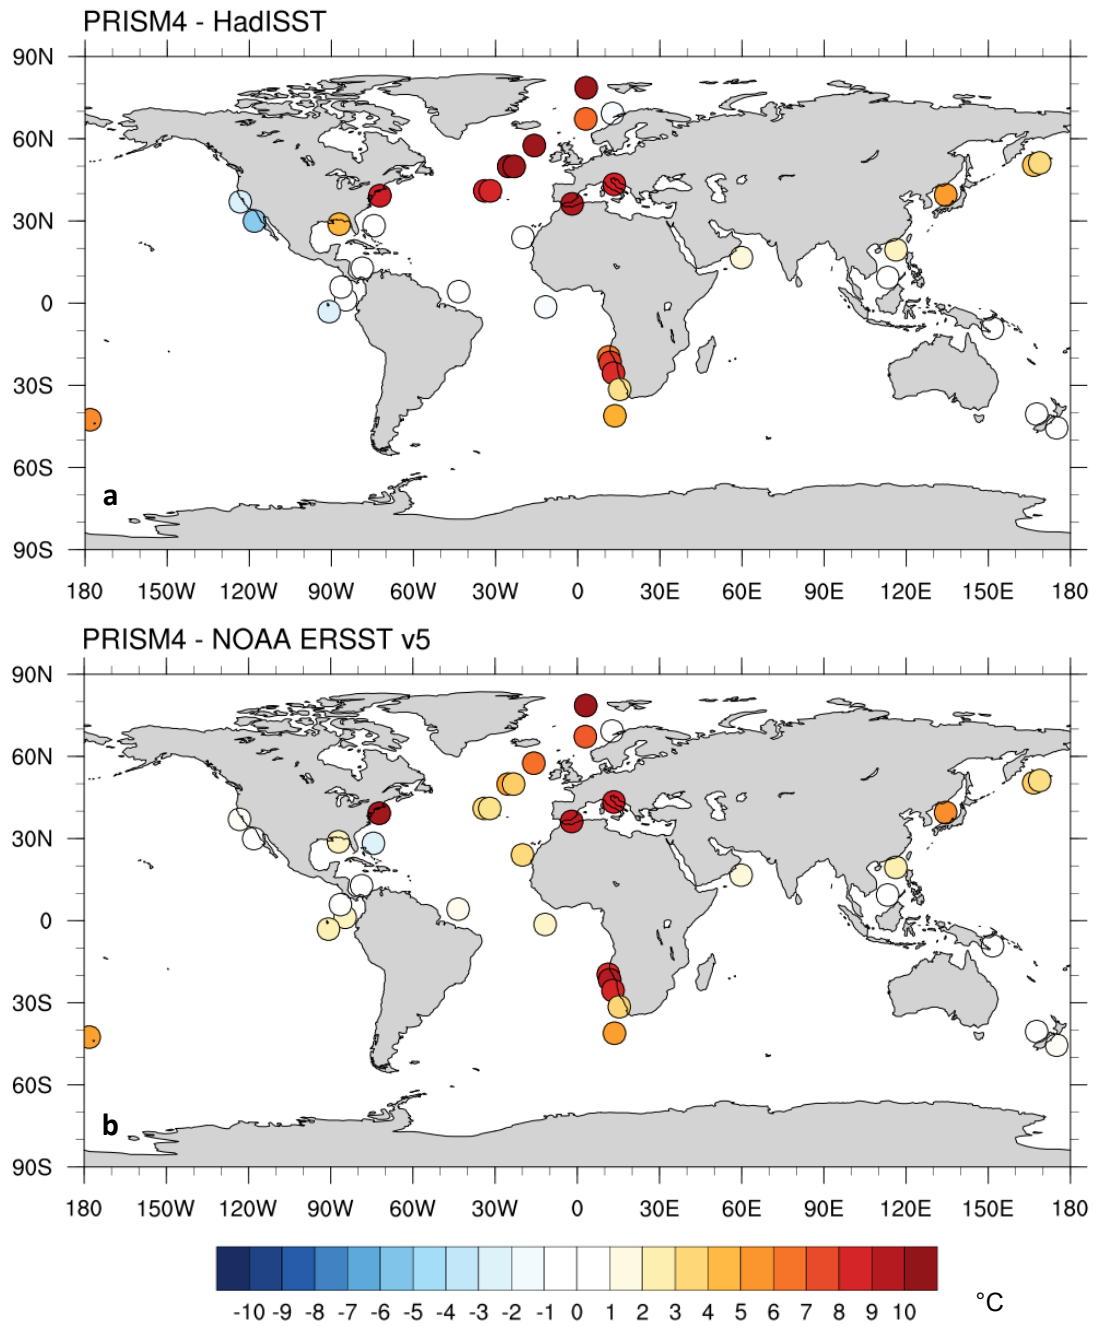 PRISM4 - HadISST
90N
60N
30N
0
30S
60S
90S
a
180 150W 120W 90W 60W 30W 0 30E 60E 90E 120E 150E 180
PRISM4 - NOAA ERSST v5
90N
60N
30N
0
30S
60S
90S
b
180 150W 120W 90W 60W 30W 0 30E 60E 90E 120E 150E 180
-10 -9 -8 -7 -6 -5 -4 -3 -2 -1 0 1 2 3 4 5 6 7 8 9 10
°C